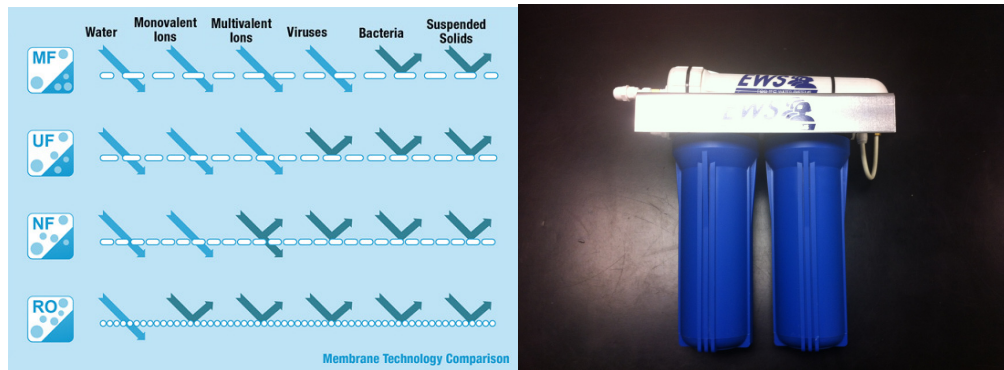 Water
Monovalent
Ions
Multivalent
Ions
Viruses
Bacteria
Suspended
Solids
MF
UF
NF
RO
Membrane Technology Comparison
EWS
EWS